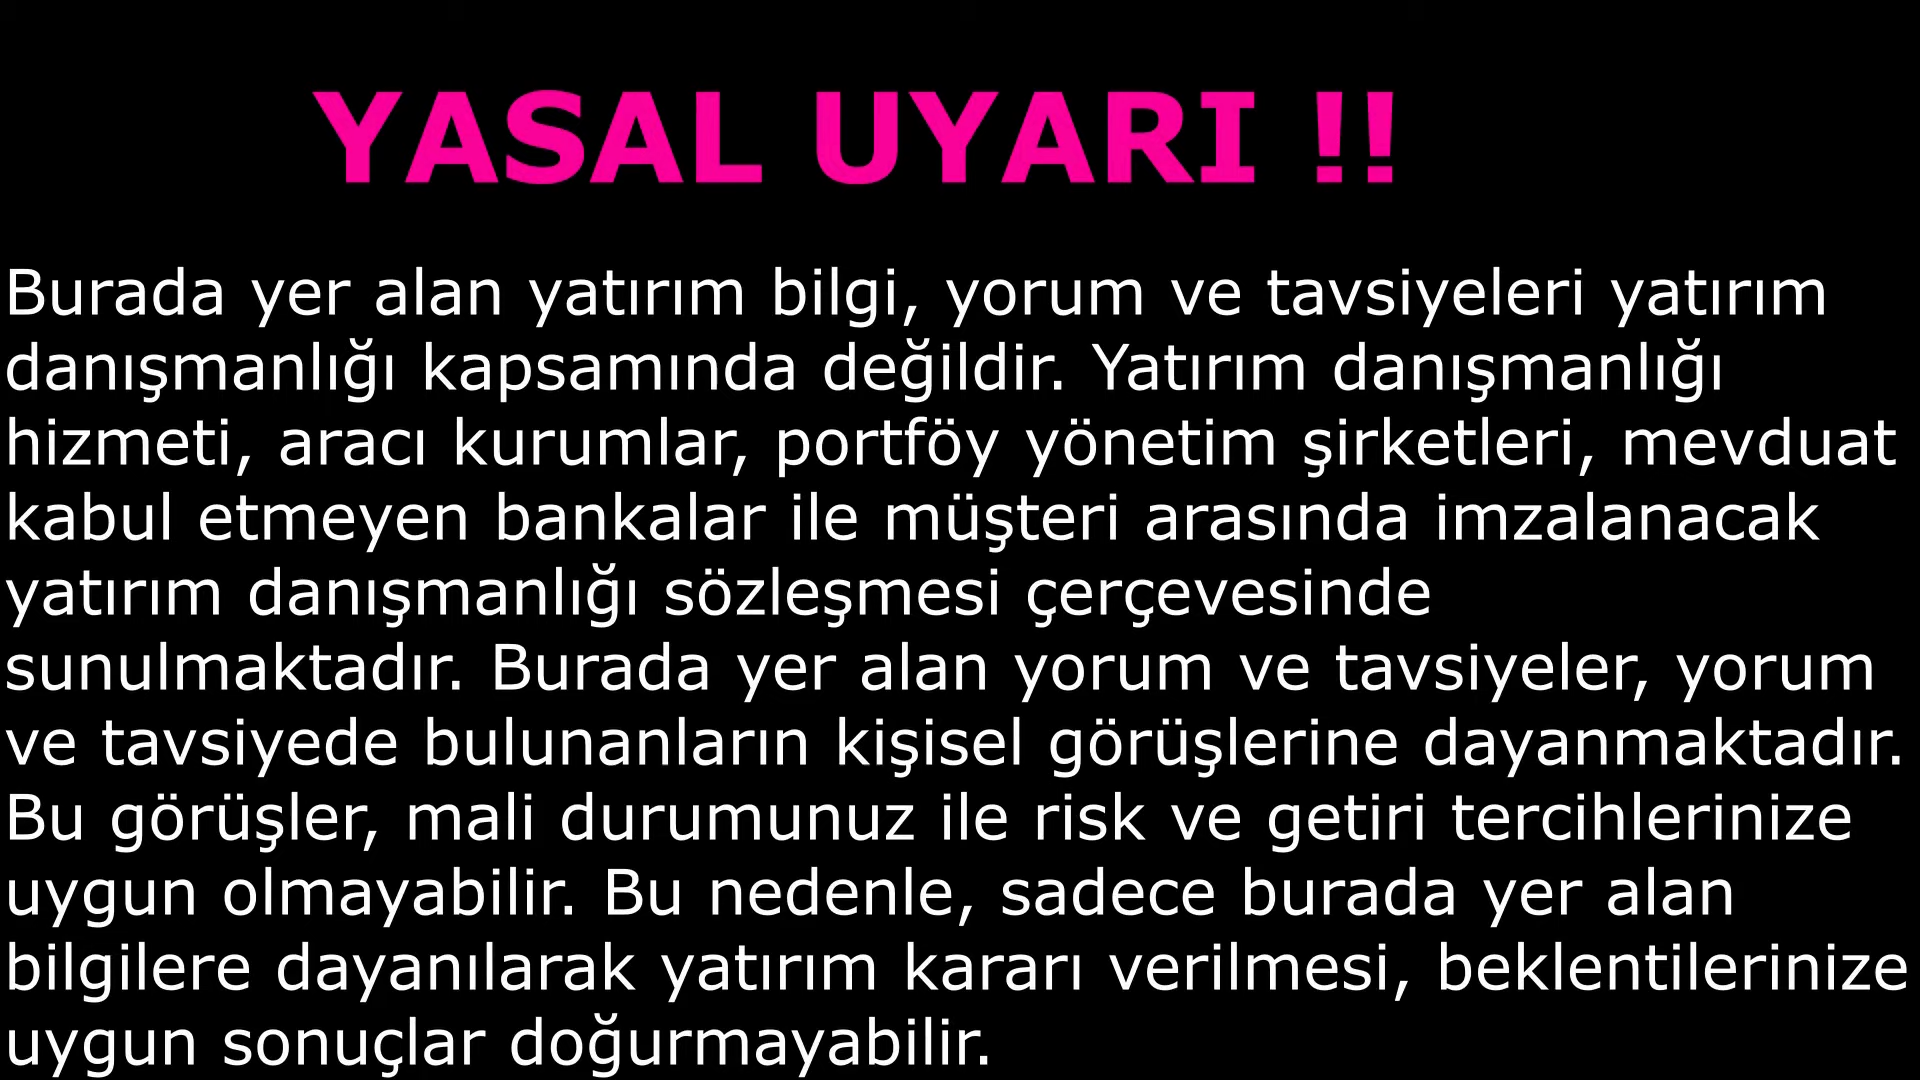 YASAL UYARI !!
Burada yer alan yatırım bilgi, yorum ve tavsiyeleri yatırım
danışmanlığı kapsamında değildir. Yatırım danışmanlığı
hizmeti, aracı kurumlar, portföy yönetim şirketleri, mevduat
kabul etmeyen bankalar ile müşteri arasında imzalanacak
yatırım danışmanlığı sözleşmesi çerçevesinde
sunulmaktadır. Burada yer alan yorum ve tavsiyeler, yorum
ve tavsiyede bulunanların kişisel görüşlerine dayanmaktadır.
Bu görüşler, mali durumunuz ile risk ve getiri tercihlerinize
uygun olmayabilir. Bu nedenle, sadece burada yer alan
bilgilere dayanılarak yatırım kararı verilmesi, beklentilerinize
uygun sonuçlar doğurmayabilir.